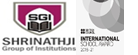 SGI
SHRINATHJI
Group of Institutions
INTERNATIONAL
SCHOOL AWARD